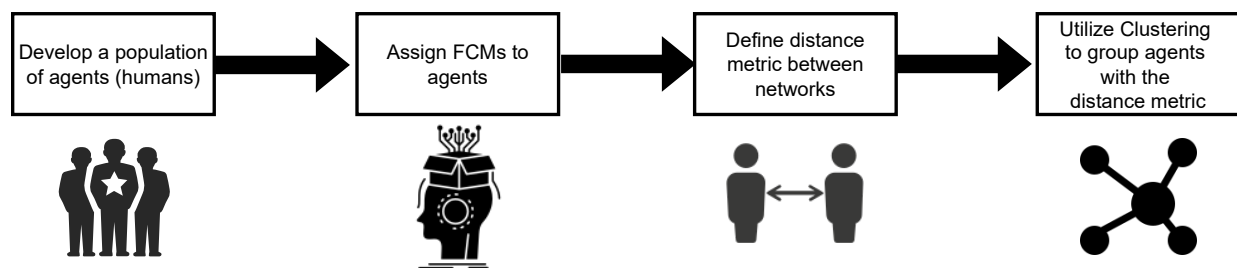 Develop a population
of agents (humans)
Assign FCMs to
agents
Define distance
metric between
networks
Utilize Clustering
to group agents
with the
distance metric